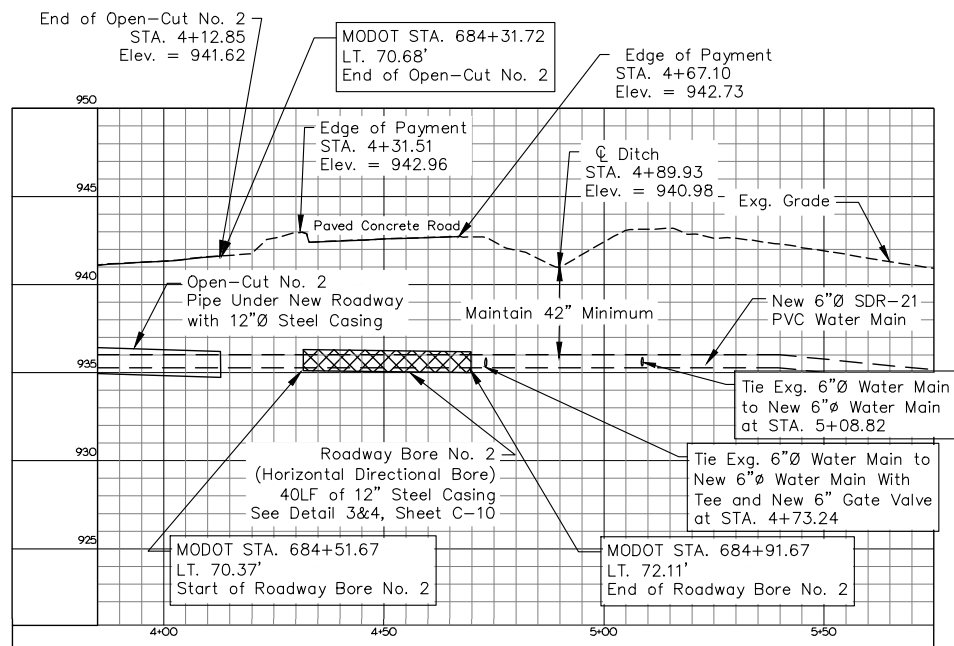 End of Open-Cut No. 2
STA. 4+12.85
Elev. = 941.62
MODOT STA. 684+31.72
LT. 70.68'
End of Open-Cut No. 2
Edge of Payment
STA. 4+67.10
Elev. = 942.73
950
Edge of Payment
STA. 4+31.51
Elev. = 942.96
℄ Ditch
STA. 4+89.93
Elev. = 940.98
945
Exg. Grade
Paved Concrete Road
940
Open-Cut No. 2
Pipe Under New Roadway
with 12"Ø Steel Casing
Maintain 42" Minimum
New 6"Ø SDR-21
PVC Water Main
935
Tie Exg. 6"Ø Water Main
to New 6"ø Water Main
at STA. 5+08.82
930
Roadway Bore No. 2
(Horizontal Directional Bore)
40LF of 12" Steel Casing
See Detail 3&4, Sheet C-10
Tie Exg. 6"Ø Water Main to
New 6"ø Water Main With
Tee and New 6" Gate Valve
at STA. 4+73.24
925
MODOT STA. 684+51.67
LT. 70.37'
Start of Roadway Bore No. 2
MODOT STA. 684+91.67
LT. 72.11'
End of Roadway Bore No. 2
4+00
4+50
5+00
5+50